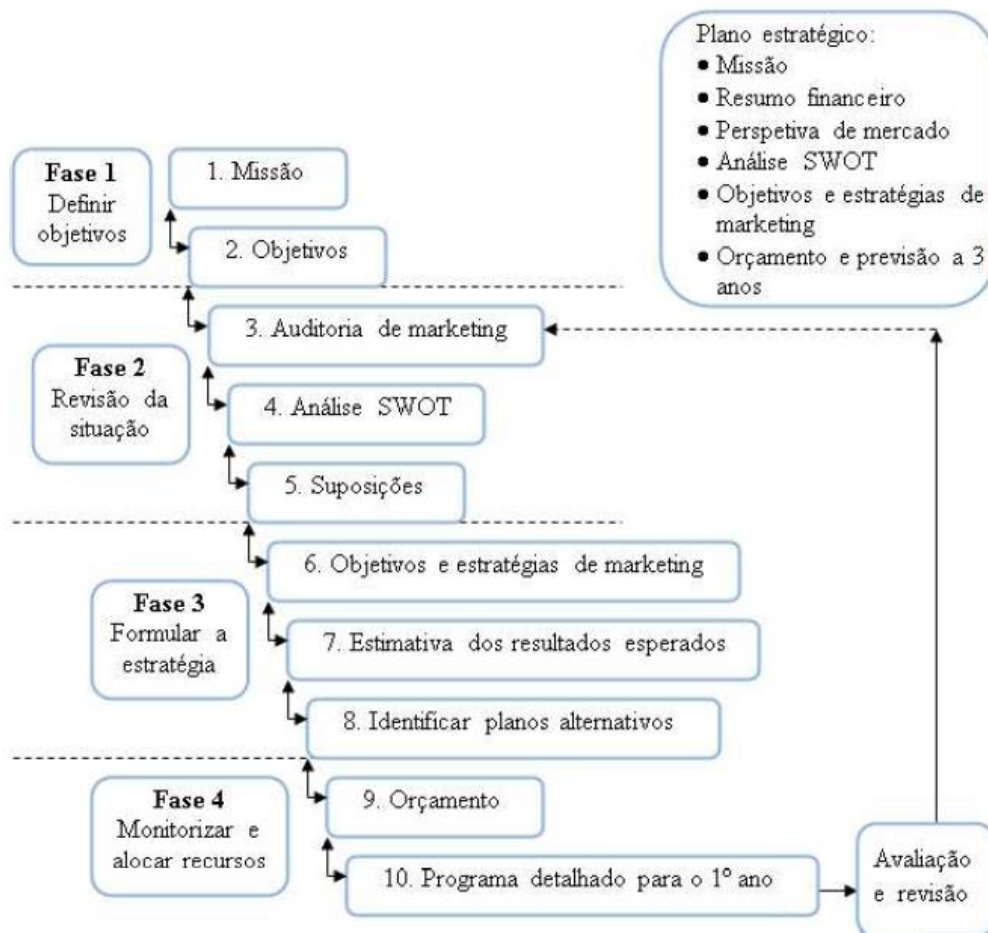 Plano estratégico:
● Missão
● Resumo financeiro
● Perspetiva de mercado
● Análise SWOT
● Objetivos e estratégias de
marketing
● Orçamento e previsão a 3
anos
Fase 1
Definir
objetivos
1. Missão
2. Objetivos
Fase 2
Revisão da
situação
3. Auditoria de marketing
4. Análise SWOT
5. Suposições
Fase 3
Formular a
estratégia
6. Objetivos e estratégias de marketing
7. Estimativa dos resultados esperados
8. Identificar planos alternativos
Fase 4
Monitorizar e
alocar recursos
9. Orçamento
10. Programa detalhado para o 1º ano
Avaliação
e revisão